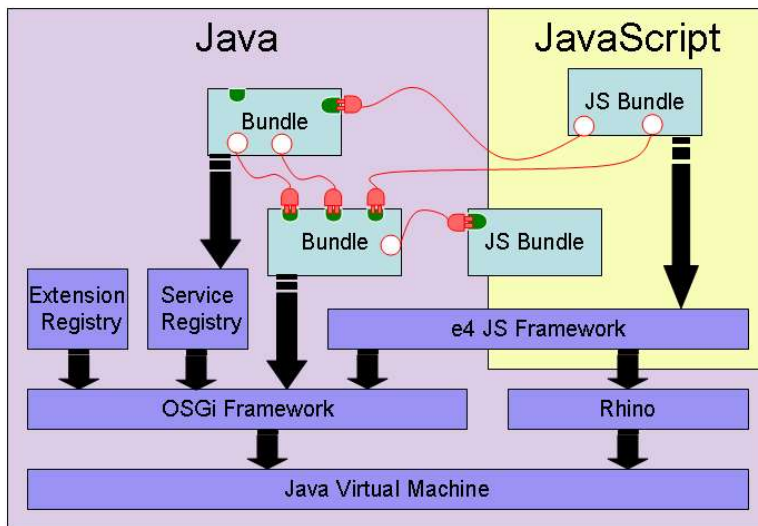 Java
JavaScript
Bundle
JS Bundle
Bundle
JS Bundle
Extension
Registry
Service
Registry
e4 JS Framework
OSGi Framework
Rhino
Java Virtual Machine